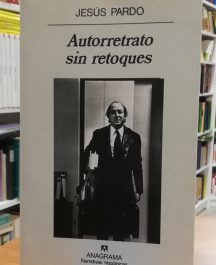 JESÚS PARDO
Autorretrato
sin retoques
ANAGRAMA
Narrativas hispánicas